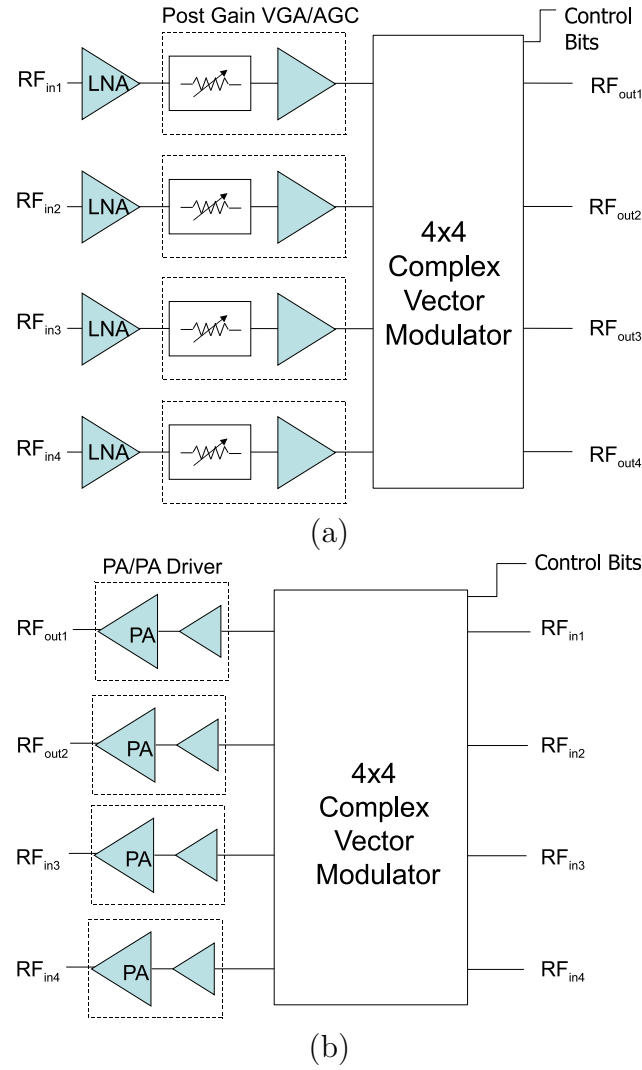 Post Gain VGA/AGC
Control
Bits
RFin1
LNA
RFout1
RFin2
LNA
RFout2
4x4
Complex
Vector
Modulator
RFin3
LNA
RFout3
RFin4
LNA
RFout4
(a)
PA/PA Driver
Control Bits
RFout1
PA
RFin1
RFout2
PA
RFin2
4x4
Complex
Vector
Modulator
RFin3
PA
RFin3
RFin4
PA
RFin4
(b)